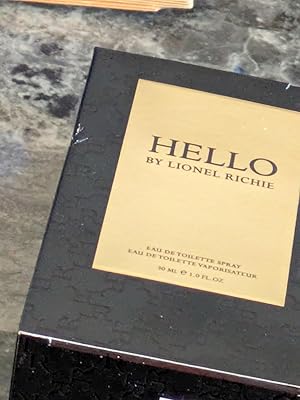 HELLO
BY LIONEL RICHIE
EAU DE TOILETTE SPRAY
EAU DE TOILETTE VAPORISATEUR
30 ML ℮ 1.0 FL. OZ